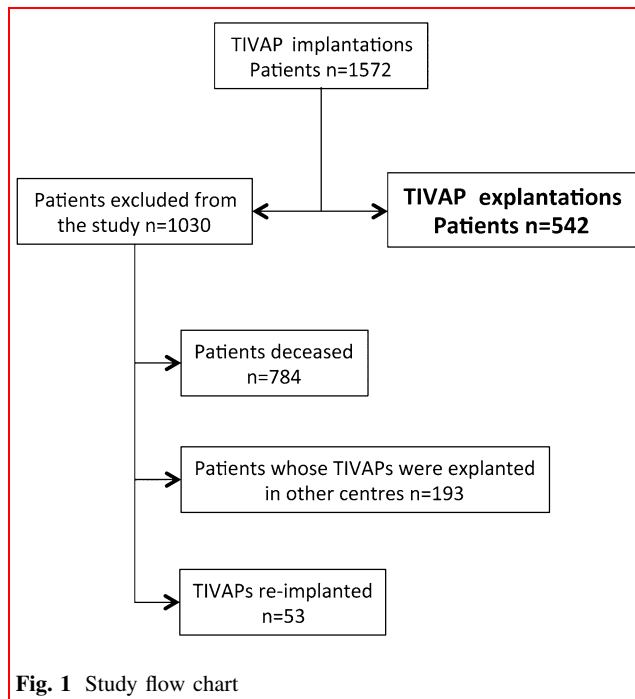 TIVAP implantations
Patients n=1572
Patients excluded from
the study n=1030
TIVAP explantations
Patients n=542
Patients deceased
n=784
Patients whose TIVAPs were explanted
in other centres n=193
TIVAPs re-implanted
n=53
Fig. 1 Study flow chart